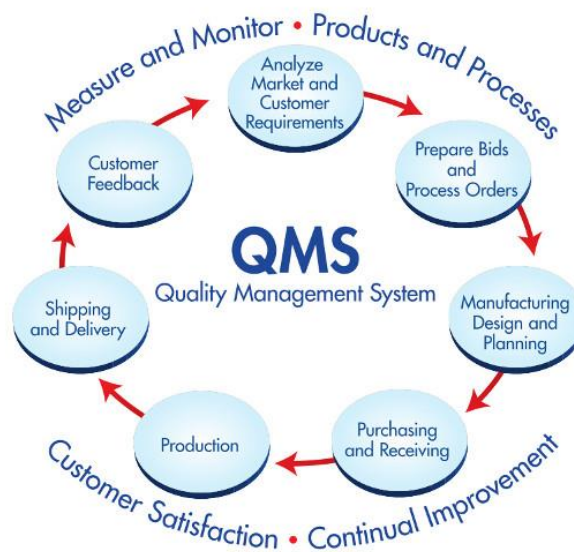 Measure and Monitor • Products and Processes
Analyze
Market and
Customer
Requirements
Prepare Bids
and
Process Orders
Manufacturing
Design and
Planning
Purchasing
and Receiving
Production
Shipping
and Delivery
Customer
Feedback
QMS
Quality Management System
Customer Satisfaction • Continual Improvement